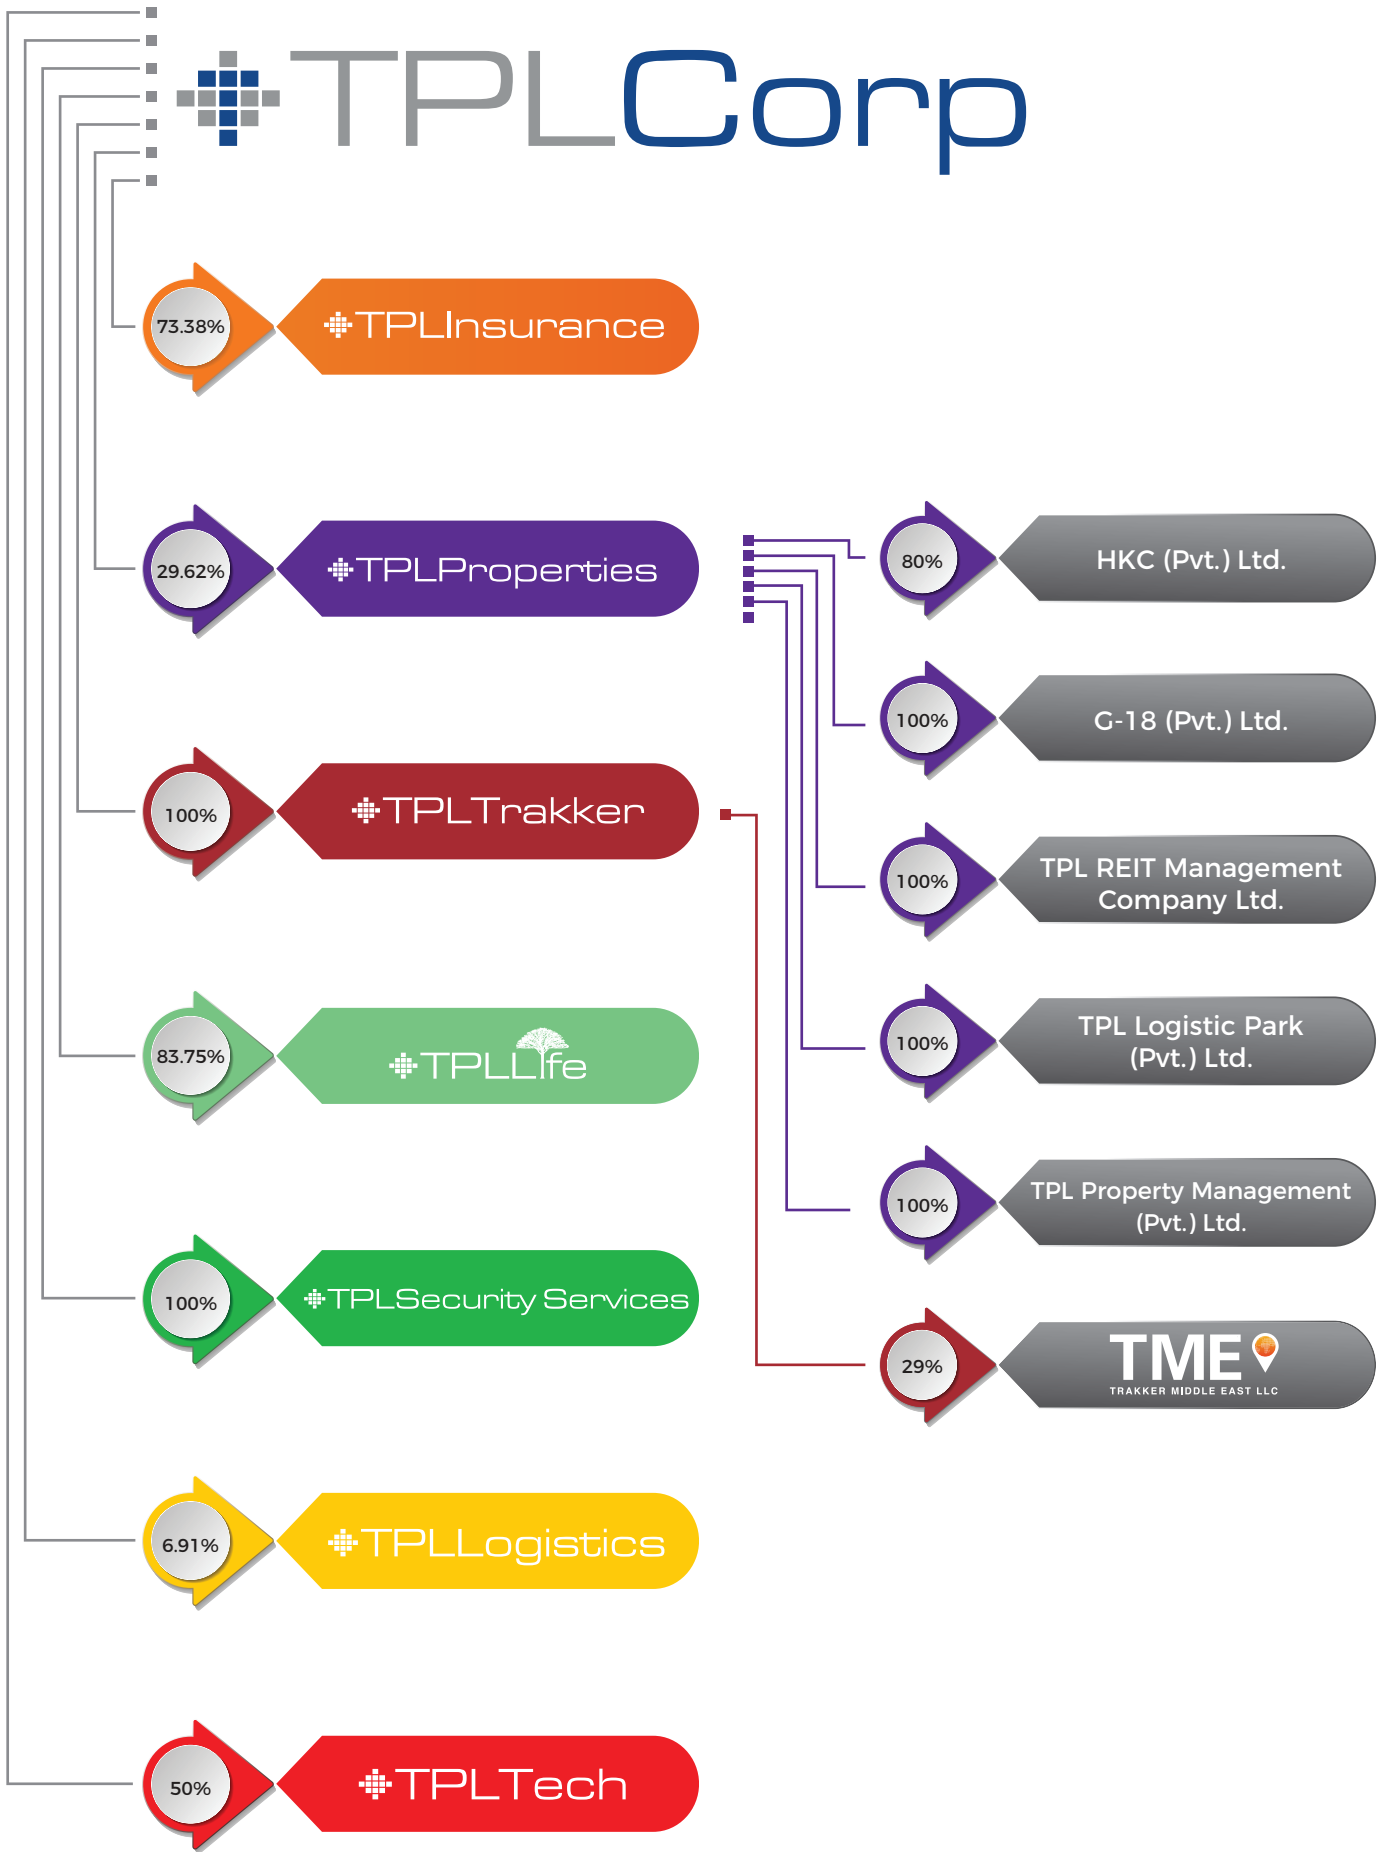 TPLCorp
73.38%
TPLInsurance
29.62%
TPLProperties
80%
HKC (Pvt.) Ltd.
100%
G-18 (Pvt.) Ltd.
100%
TPLTrakker
100%
TPL REIT Management
Company Ltd.
100%
TPL Logistic Park
(Pvt.) Ltd.
83.75%
TPLLife
100%
TPL Property Management
(Pvt.) Ltd.
100%
TPLSecurity Services
29%
TME
TRAKKER MIDDLE EAST LLC
6.91%
TPLLogistics
50%
TPLTech